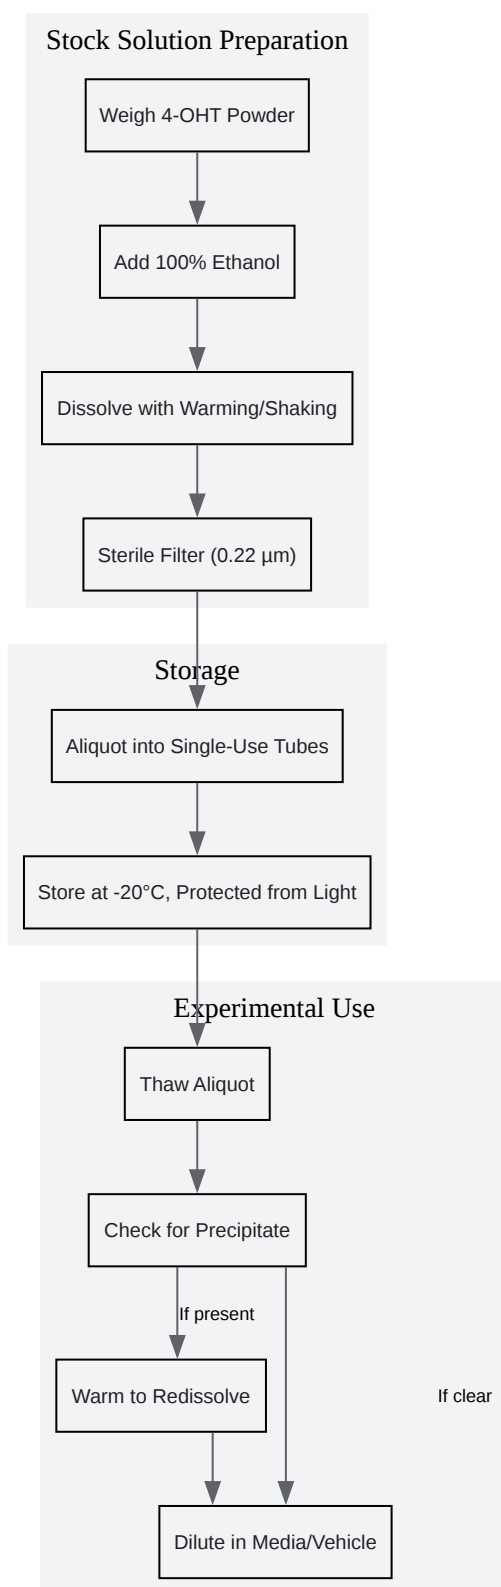 Stock Solution Preparation
Weigh 4-OHT Powder
Add 100% Ethanol
Dissolve with Warming/Shaking
Sterile Filter (0.22 µm)
Storage
Aliquot into Single-Use Tubes
Store at -20°C, Protected from Light
Experimental Use
Thaw Aliquot
Check for Precipitate
If present
Warm to Redissolve
If clear
Dilute in Media/Vehicle